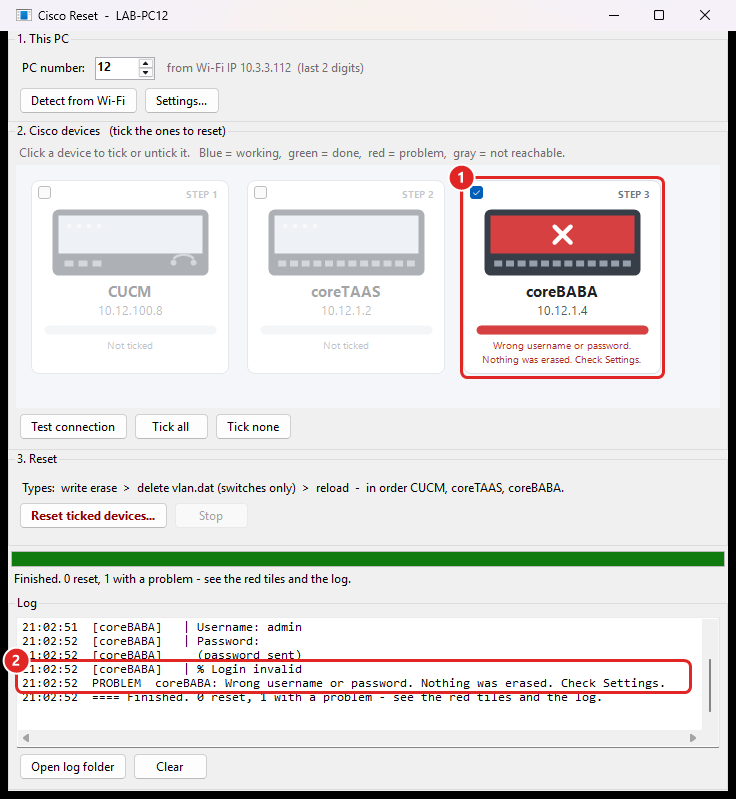 Cisco Reset  -  LAB-PC12
1. This PC
PC number: 12 from Wi-Fi IP 10.3.3.112  (last 2 digits)
Detect from Wi-Fi Settings...
2. Cisco devices   (tick the ones to reset)
Click a device to tick or untick it.   Blue = working,  green = done,  red = problem,  gray = not reachable.
1
STEP 1
CUCM
10.12.100.8
Not ticked
STEP 2
coreTAAS
10.12.1.2
Not ticked
STEP 3
coreBABA
10.12.1.4
Wrong username or password.
Nothing was erased. Check Settings.
Test connection Tick all Tick none
3. Reset
Types:  write erase  >  delete vlan.dat (switches only)  >  reload  -  in order CUCM, coreTAAS, coreBABA.
Reset ticked devices... Stop
Finished. 0 reset, 1 with a problem - see the red tiles and the log.
Log
21:02:51  [coreBABA]   | Username: admin
21:02:52  [coreBABA]   | Password:
21:02:52  [coreBABA]     (password sent)
2
21:02:52  [coreBABA]   | % Login invalid
21:02:52  PROBLEM  coreBABA: Wrong username or password. Nothing was erased. Check Settings.
21:02:52  ==== Finished. 0 reset, 1 with a problem - see the red tiles and the log.
Open log folder Clear